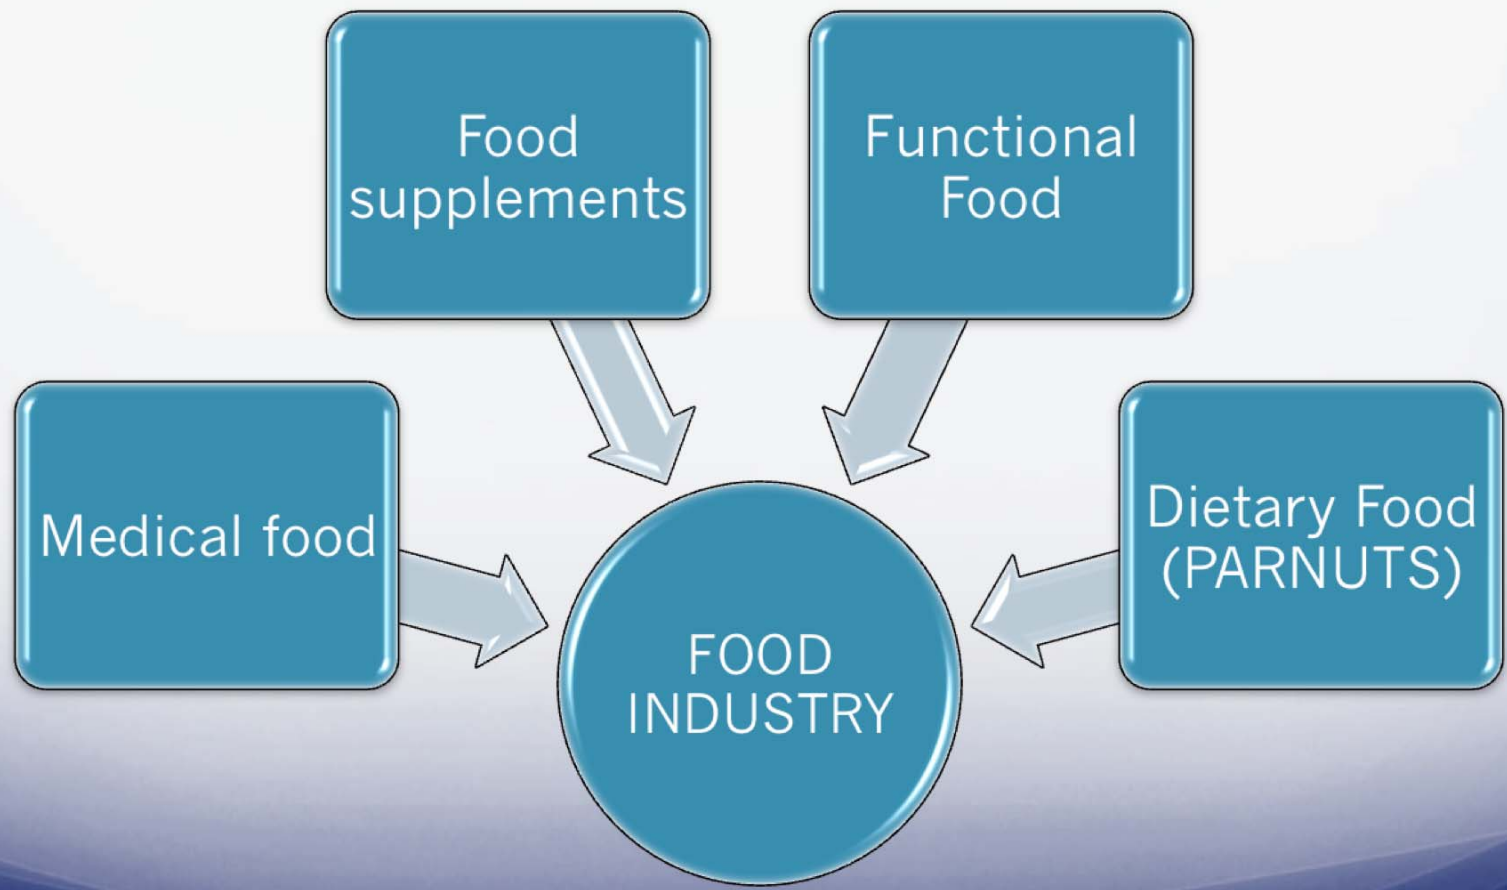 Food
supplements
Functional
Food
Medical food
Dietary Food
(PARNUTS)
FOOD
INDUSTRY